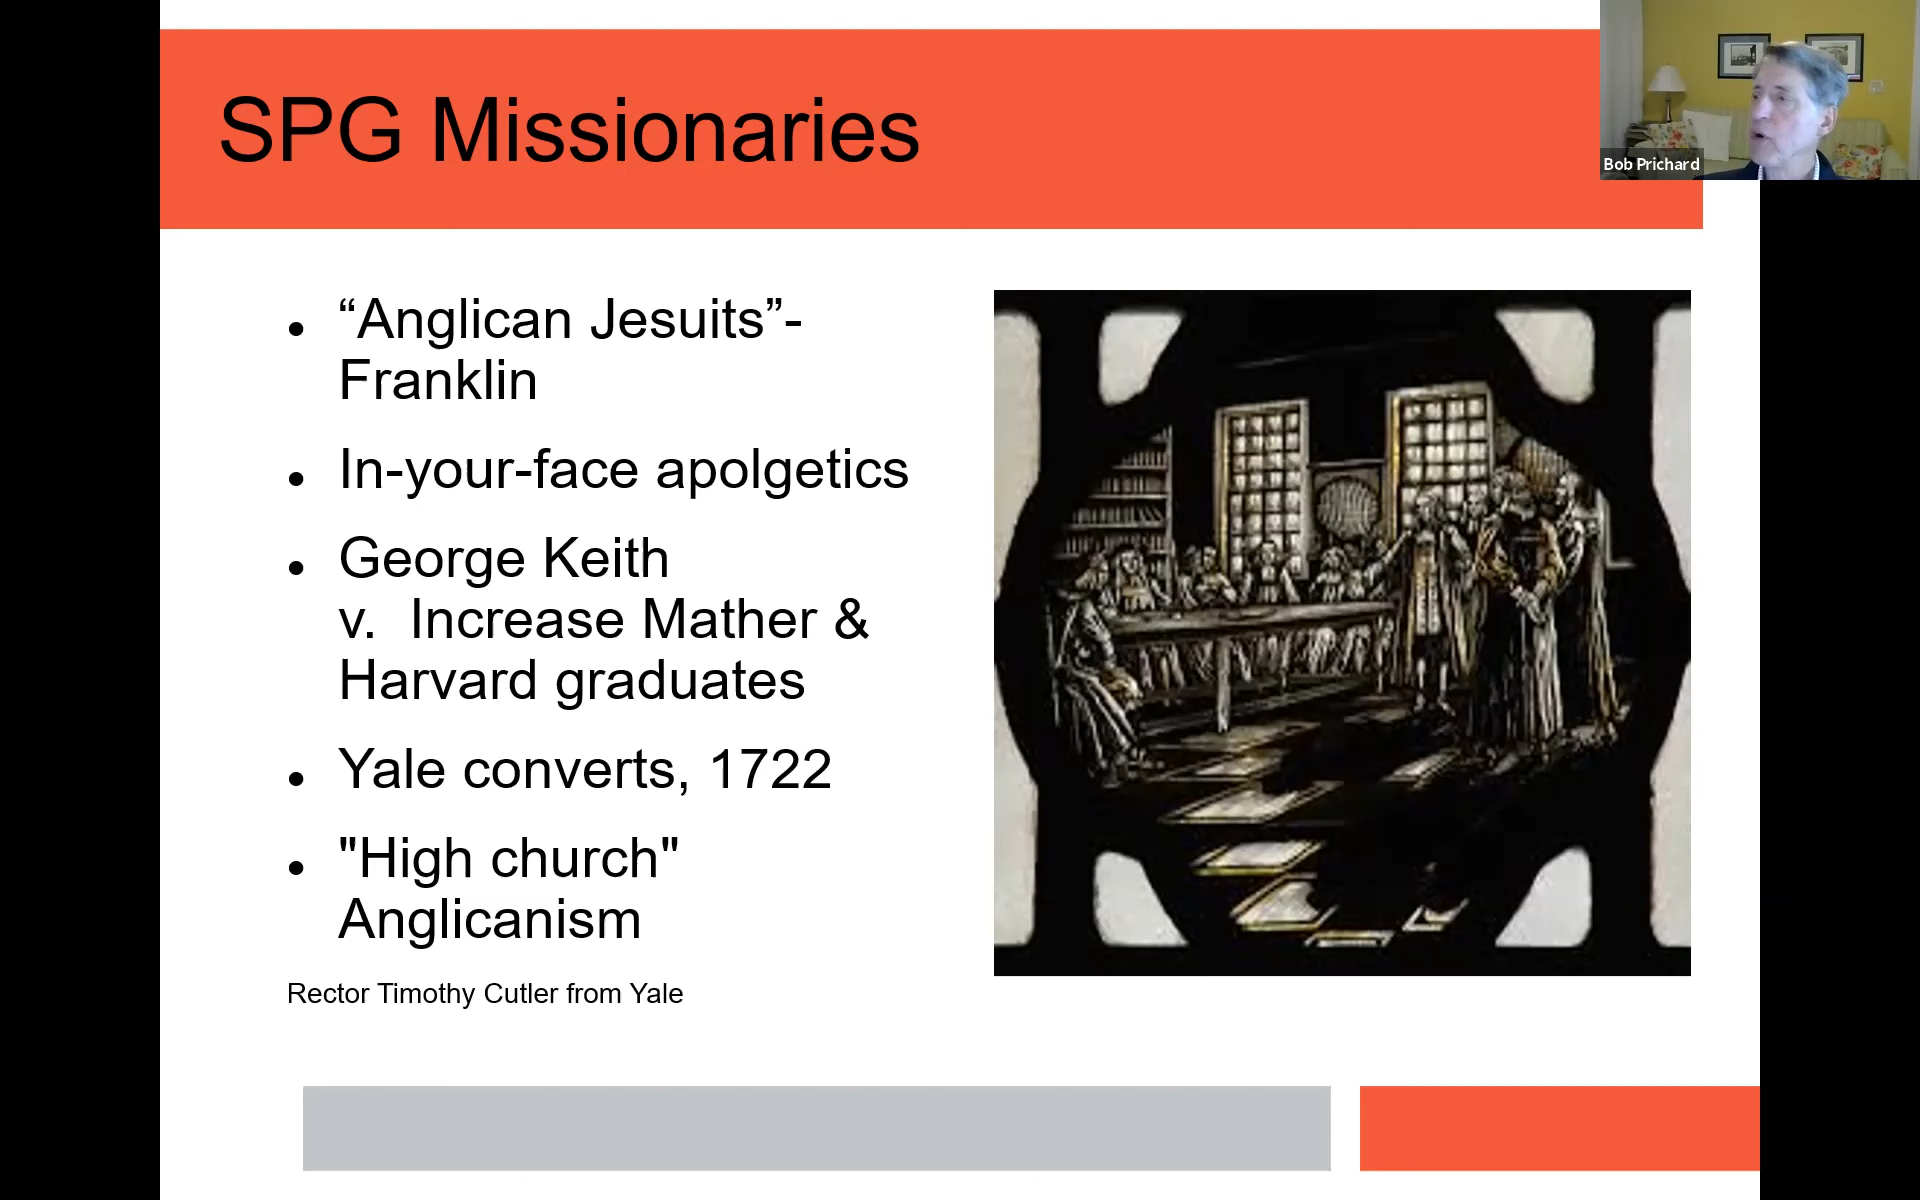 SPG Missionaries
Bob Prichard
“Anglican Jesuits”-
Franklin
In-your-face apolgetics
George Keith
v.  Increase Mather &
Harvard graduates
Yale converts, 1722
"High church"
Anglicanism
Rector Timothy Cutler from Yale